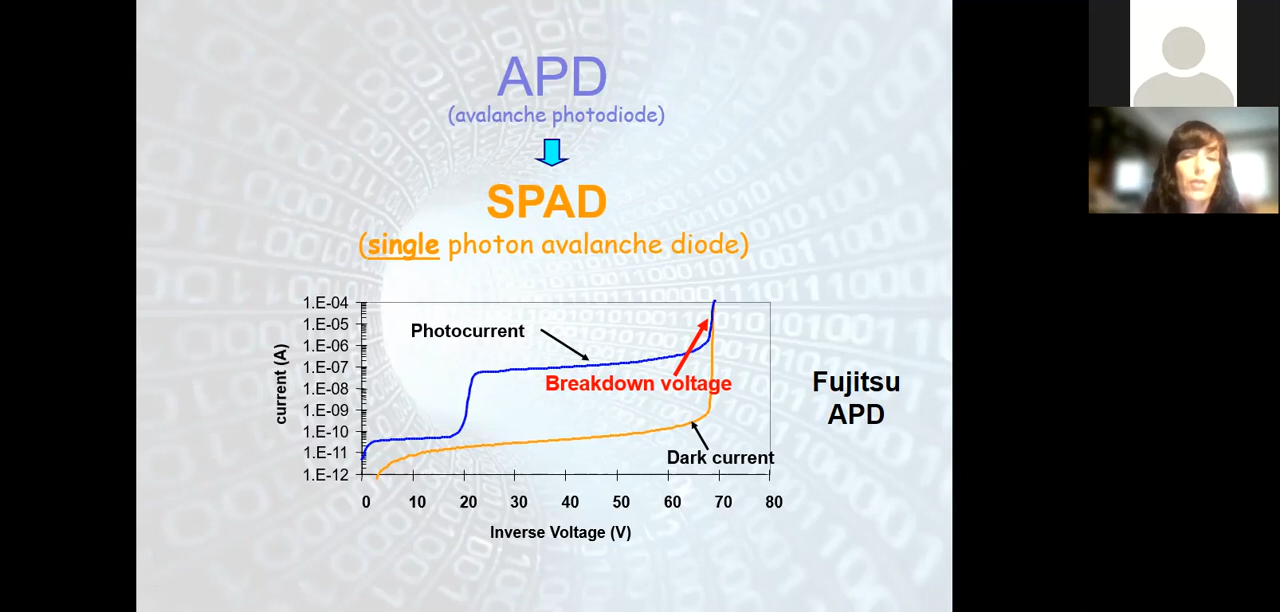 APD
(avalanche photodiode)
SPAD
(single photon avalanche diode)
1.E-04
1.E-05
1.E-06
1.E-07
1.E-08
1.E-09
1.E-10
1.E-11
1.E-12
current (A)
Photocurrent
Breakdown voltage
Dark current
0 10 20 30 40 50 60 70 80
Inverse Voltage (V)
Fujitsu
APD